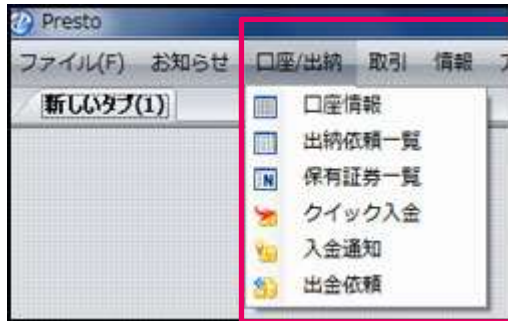 Presto
ファイル(F) お知らせ 口座/出納 取引 情報
新しいタブ(1)
口座情報
出納依頼一覧
保有証券一覧
クイック入金
入金通知
出金依頼